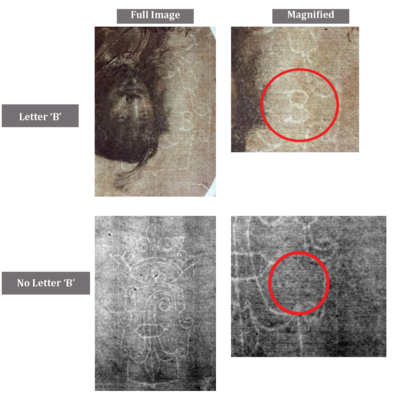 Full Image
Magnified
Letter ‘B’
B
No Letter ‘B’